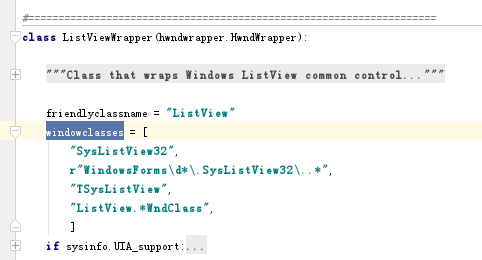 #====================================================================
class ListViewWrapper(hwndwrapper.HwndWrapper):
"""Class that wraps Windows ListView common control..."""
friendlyclassname = "ListView"
windowclasses = [
"SysListView32",
r"WindowsForms\d*\.SysListView32\..*",
"TSysListView",
"ListView.*WndClass",
]
if sysinfo.UIA_support:...